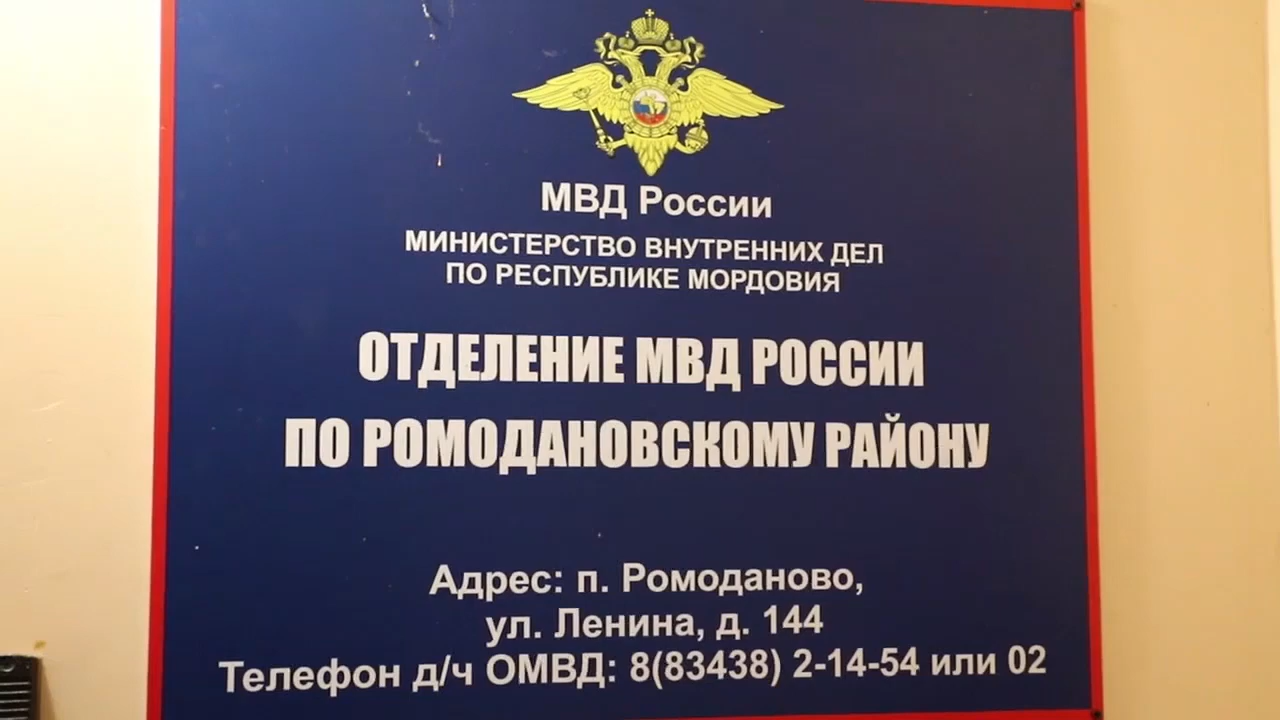 МВД России
МИНИСТЕРСТВО ВНУТРЕННИХ ДЕЛ
ПО РЕСПУБЛИКЕ МОРДОВИЯ
ОТДЕЛЕНИЕ МВД РОССИИ
ПО РОМОДАНОВСКОМУ РАЙОНУ
Адрес: п. Ромоданово,
ул. Ленина, д. 144
Телефон д/ч ОМВД: 8(83438) 2-14-54 или 02